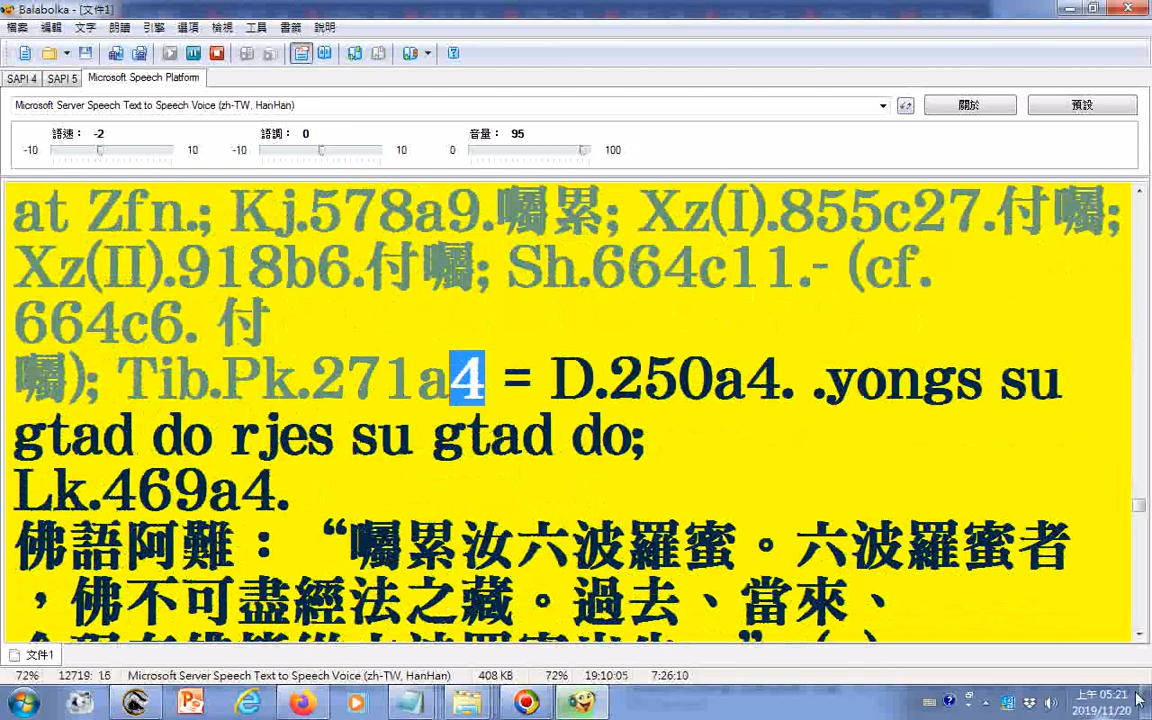 Balabolka - [文件1]
檔案 編輯 文字 朗讀 引擎 選項 檢視 工具 書籤 說明
SAPI 4 SAPI 5 Microsoft Speech Platform
Microsoft Server Speech Text to Speech Voice (zh-TW, HanHan) 關於 預設
語速： -2 語調： 0 音量： 95
-10 10 -10 10 0 100
at Zfn.; Kj.578a9.囑累; Xz(I).855c27.付囑;
Xz(II).918b6.付囑; Sh.664c11.- (cf.
664c6. 付
囑); Tib.Pk.271a4 = D.250a4. .yongs su
gtad do rjes su gtad do;
Lk.469a4.
佛語阿難：“囑累汝六波羅蜜。六波羅蜜者
，佛不可盡經法之藏。過去、當來、
文件1
72% 12719: 16 Microsoft Server Speech Text to Speech Voice (zh-TW, HanHan) 408 KB 72% 19:10:05 7:26:10
上午 05:21
2019/11/20